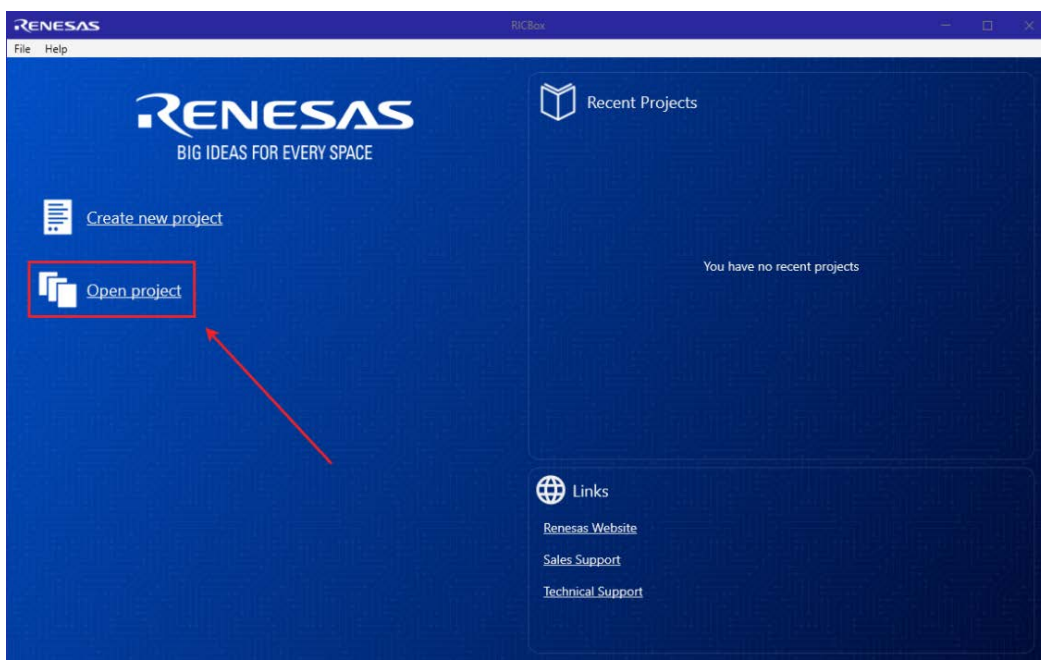 RENESAS
RICBox
File Help
RENESAS
BIG IDEAS FOR EVERY SPACE
Create new project
Open project
Recent Projects
You have no recent projects
Links
Renesas Website
Sales Support
Technical Support